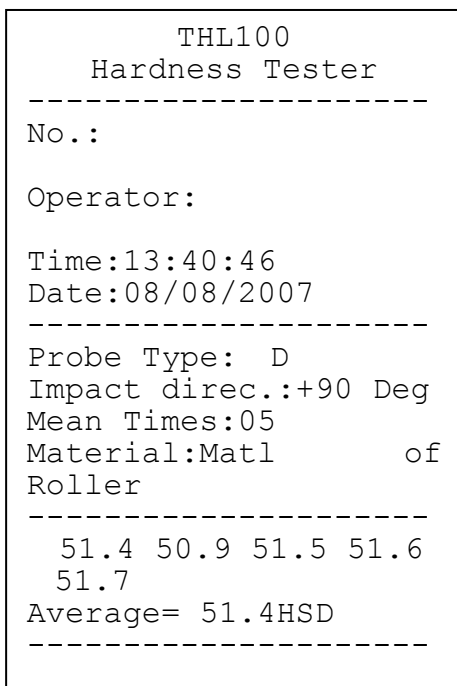 THL100
Hardness Tester
---------------------
No.:
Operator:
Time:13:40:46
Date:08/08/2007
---------------------
Probe Type: D
Impact direc.:+90 Deg
Mean Times:05
Material:Matl of
Roller
---------------------
51.4 50.9 51.5 51.6
51.7
Average= 51.4HSD
---------------------